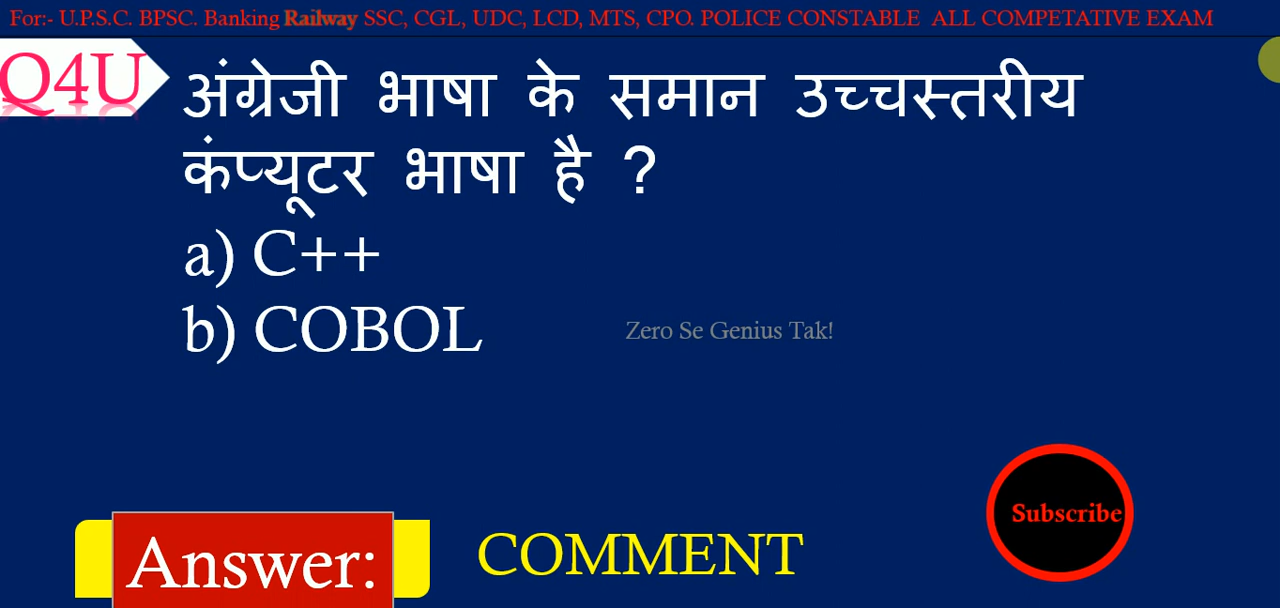 For:- U.P.S.C. BPSC. Banking Railway SSC, CGL, UDC, LCD, MTS, CPO. POLICE CONSTABLE ALL COMPETATIVE EXAM
Q4U
अंग्रेजी भाषा के समान उच्चस्तरीय
कंप्यूटर भाषा है ?
a) C++
b) COBOL
Zero Se Genius Tak!
Subscribe
Answer: COMMENT